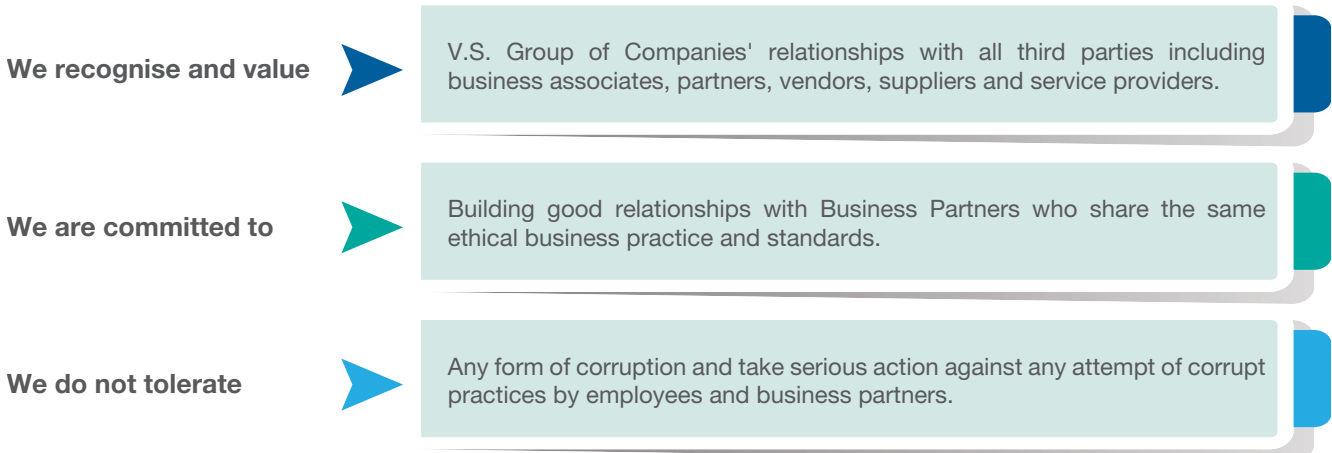 We recognise and value
V.S. Group of Companies' relationships with all third parties including
business associates, partners, vendors, suppliers and service providers.
We are committed to
Building good relationships with Business Partners who share the same
ethical business practice and standards.
We do not tolerate
Any form of corruption and take serious action against any attempt of corrupt
practices by employees and business partners.